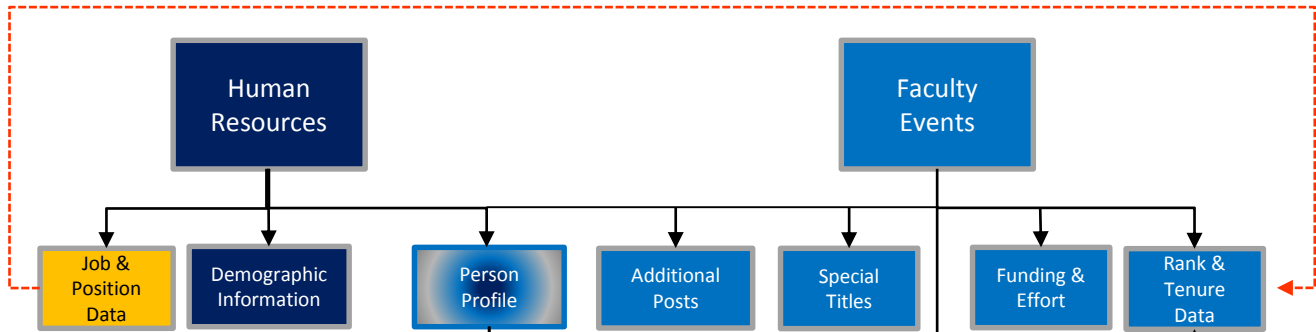 Human
Resources
Faculty
Events
Job &
Position
Data
Demographic
Information
Person
Profile
Additional
Posts
Special
Titles
Funding &
Effort
Rank &
Tenure
Data